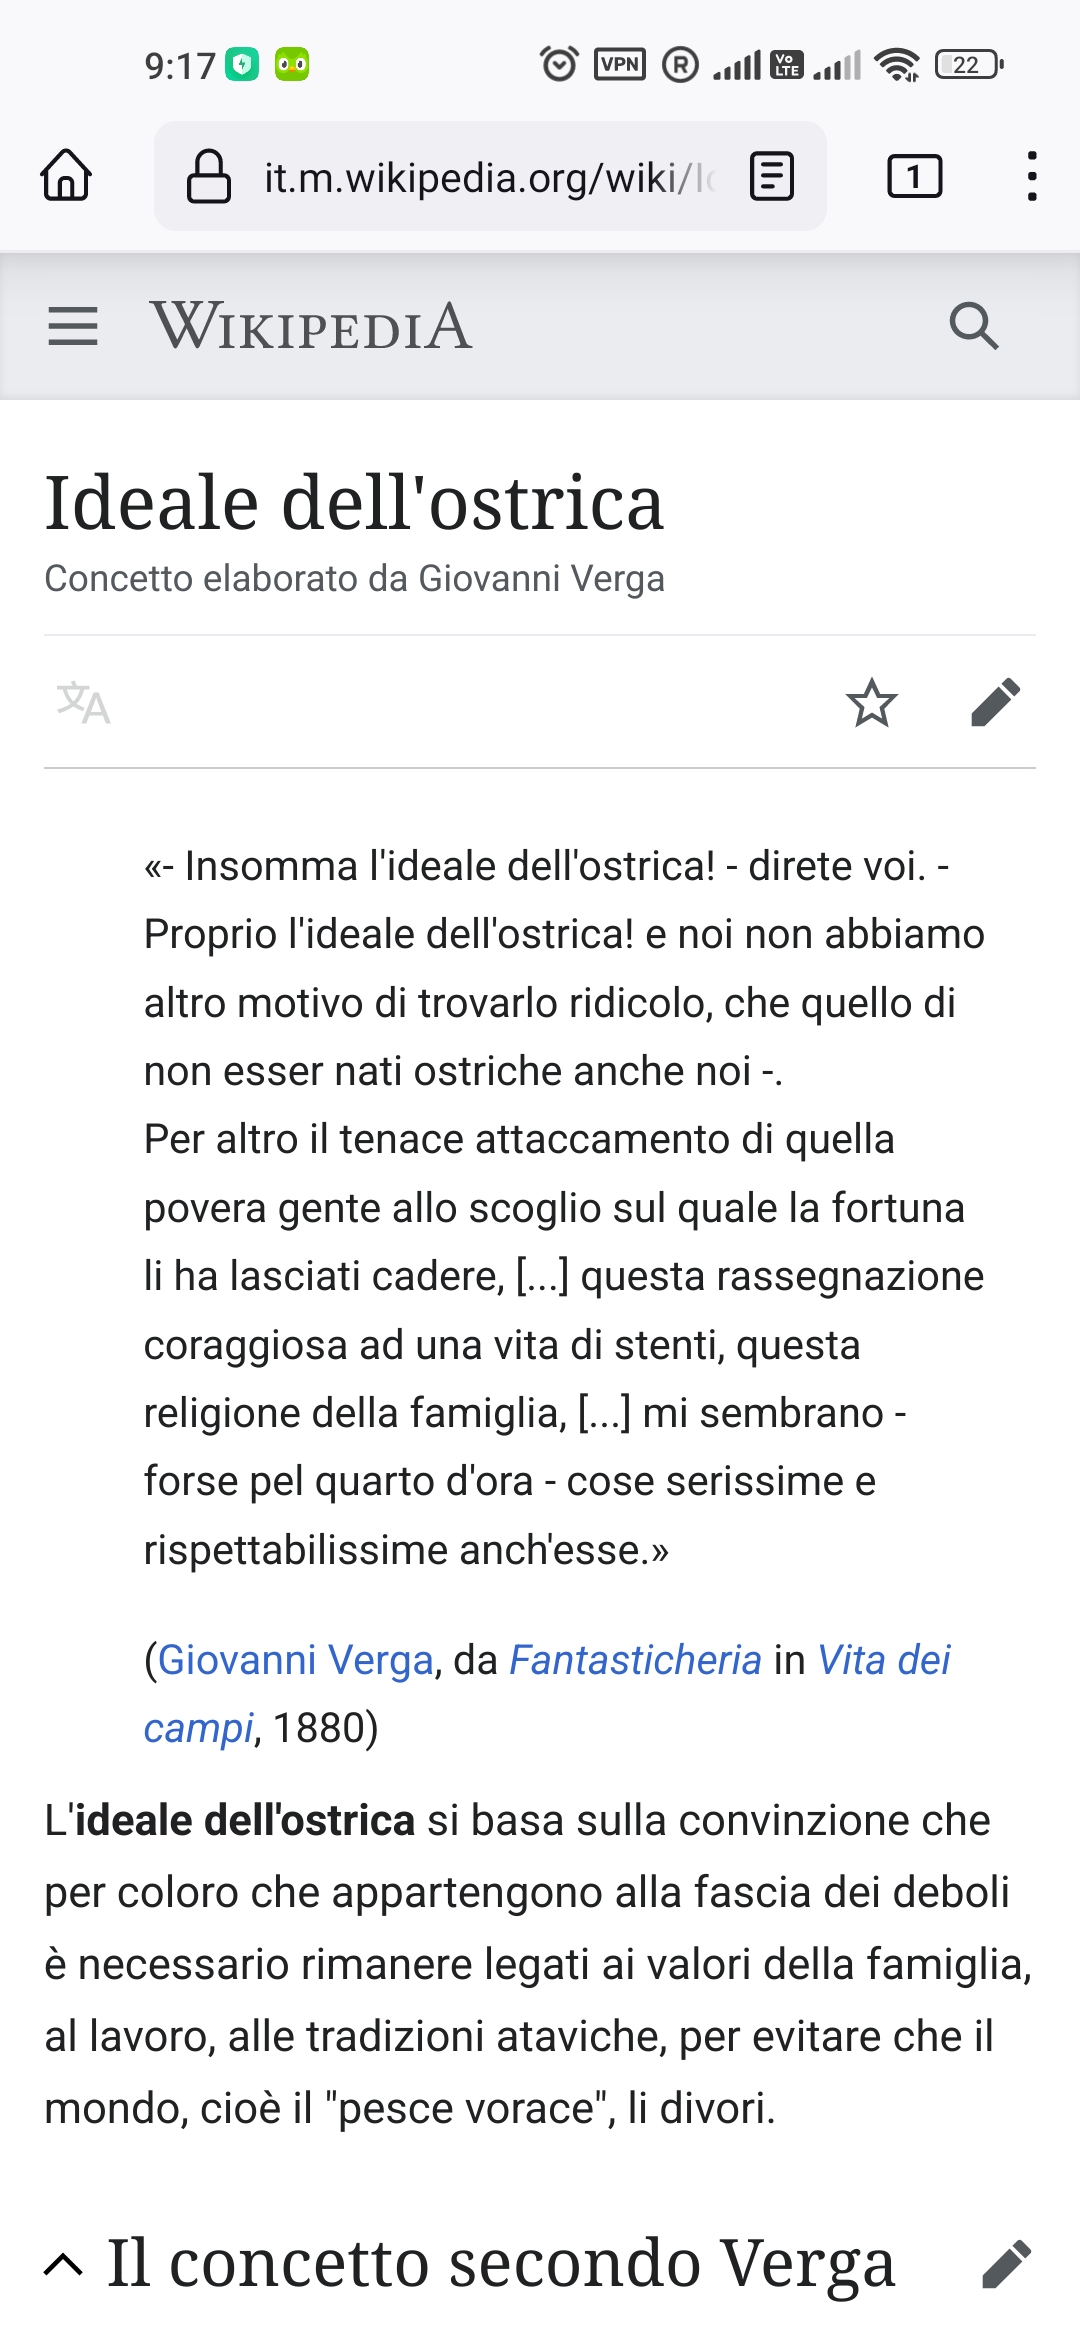 9:17 VPN R Vo LTE 22
it.m.wikipedia.org/wiki/I
1
WIKIPEDIA
Ideale dell'ostrica
Concetto elaborato da Giovanni Verga
文A
«- Insomma l'ideale dell'ostrica! - direte voi. -
Proprio l'ideale dell'ostrica! e noi non abbiamo
altro motivo di trovarlo ridicolo, che quello di
non esser nati ostriche anche noi -.
Per altro il tenace attaccamento di quella
povera gente allo scoglio sul quale la fortuna
li ha lasciati cadere, [...] questa rassegnazione
coraggiosa ad una vita di stenti, questa
religione della famiglia, [...] mi sembrano -
forse pel quarto d'ora - cose serissime e
rispettabilissime anch'esse.»
(Giovanni Verga, da Fantasticheria in Vita dei
campi, 1880)
L'ideale dell'ostrica si basa sulla convinzione che
per coloro che appartengono alla fascia dei deboli
è necessario rimanere legati ai valori della famiglia,
al lavoro, alle tradizioni ataviche, per evitare che il
mondo, cioè il "pesce vorace", li divori.
Il concetto secondo Verga